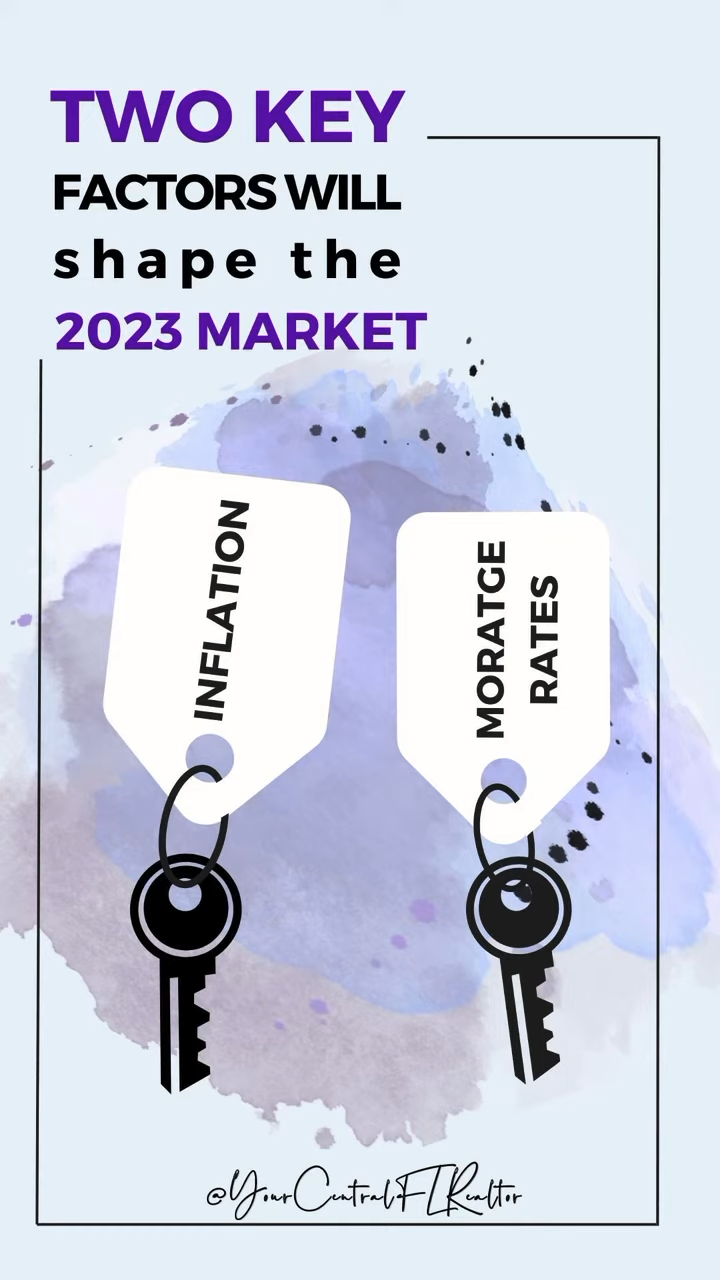 TWO KEY
FACTORS WILL
shape the
2023 MARKET
INFLATION
MORATGE
RATES
@YourCentralFLRealtor